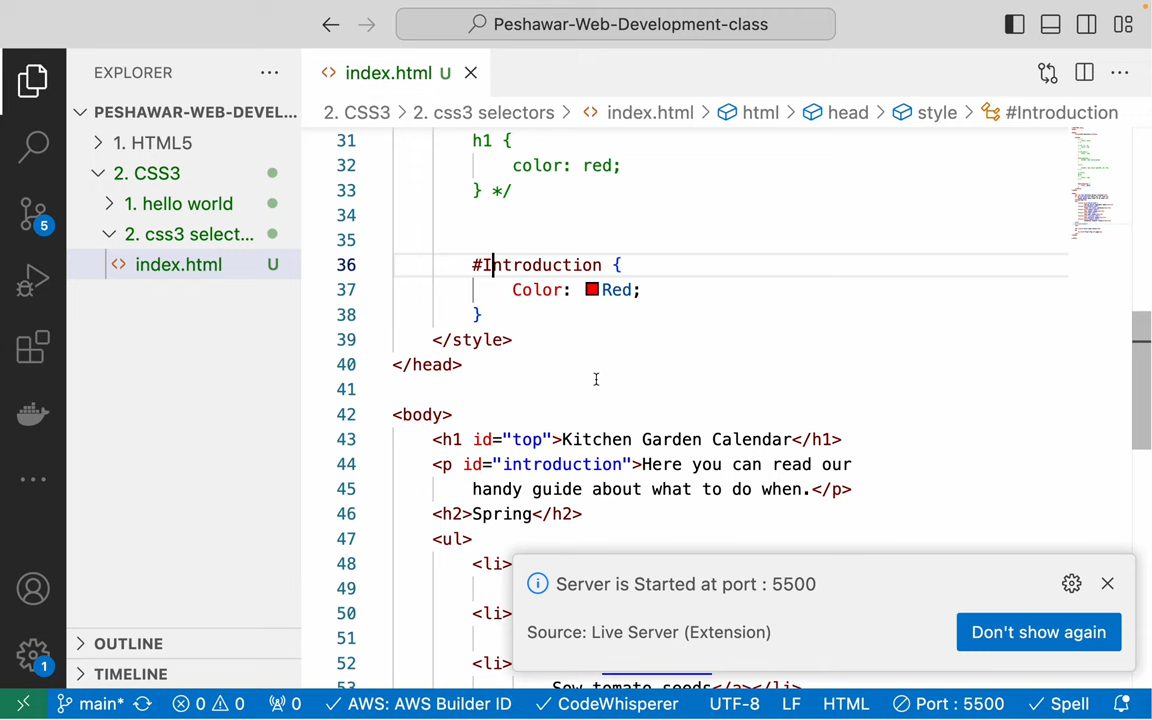 Peshawar-Web-Development-class
EXPLORER
index.html U
PESHAWAR-WEB-DEVEL...
2. CSS3 > 2. css3 selectors > index.html > html > head > style > #Introduction
1. HTML5
2. CSS3
1. hello world
2. css3 select...
index.html U
31 h1 {
32 color: red;
33 } */
34
35
36 #Introduction {
37 Color: Red;
38 }
39 </style>
40 </head>
41
42 <body>
43 <h1 id="top">Kitchen Garden Calendar</h1>
44 <p id="introduction">Here you can read our
45 handy guide about what to do when.</p>
46 <h2>Spring</h2>
47 <ul>
48 <li>
49
50 <li>
51
52 <li>
53 Sow tomato seeds</a></li>
5
1
Server is Started at port : 5500
Source: Live Server (Extension)
Don't show again
OUTLINE
TIMELINE
main* 0 0 0 AWS: AWS Builder ID CodeWhisperer UTF-8 LF HTML Port : 5500 Spell